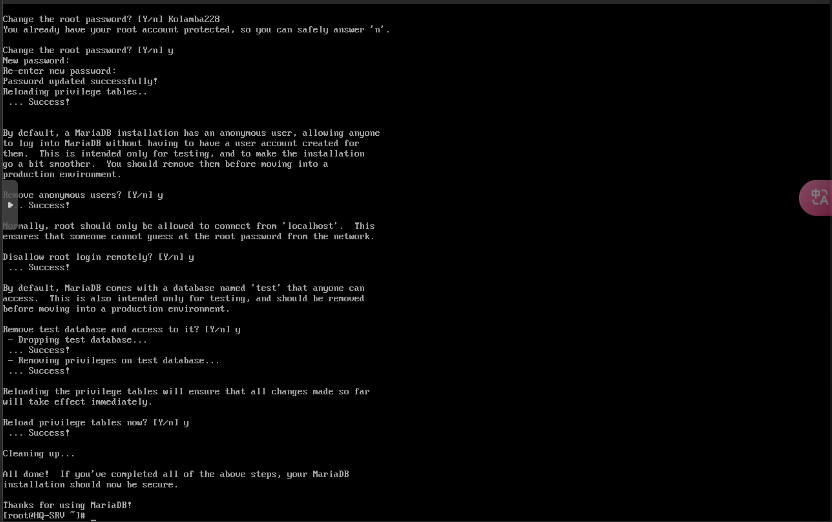 Change the root password? [Y/n] Kolamba228
You already have your root account protected, so you can safely answer 'n'.
Change the root password? [Y/n] y
New password:
Re-enter new password:
Password updated successfully!
Reloading privilege tables..
... Success!
By default, a MariaDB installation has an anonymous user, allowing anyone
to log into MariaDB without having to have a user account created for
them.  This is intended only for testing, and to make the installation
go a bit smoother.  You should remove them before moving into a
production environment.
Remove anonymous users? [Y/n] y
... Success!
Normally, root should only be allowed to connect from 'localhost'.  This
ensures that someone cannot guess at the root password from the network.
Disallow root login remotely? [Y/n] y
... Success!
By default, MariaDB comes with a database named 'test' that anyone can
access.  This is also intended only for testing, and should be removed
before moving into a production environment.
Remove test database and access to it? [Y/n] y
- Dropping test database...
... Success!
- Removing privileges on test database...
... Success!
Reloading the privilege tables will ensure that all changes made so far
will take effect immediately.
Reload privilege tables now? [Y/n] y
... Success!
Cleaning up...
All done!  If you've completed all of the above steps, your MariaDB
installation should now be secure.
Thanks for using MariaDB!
[root@HQ-SRV ~]# _
中A